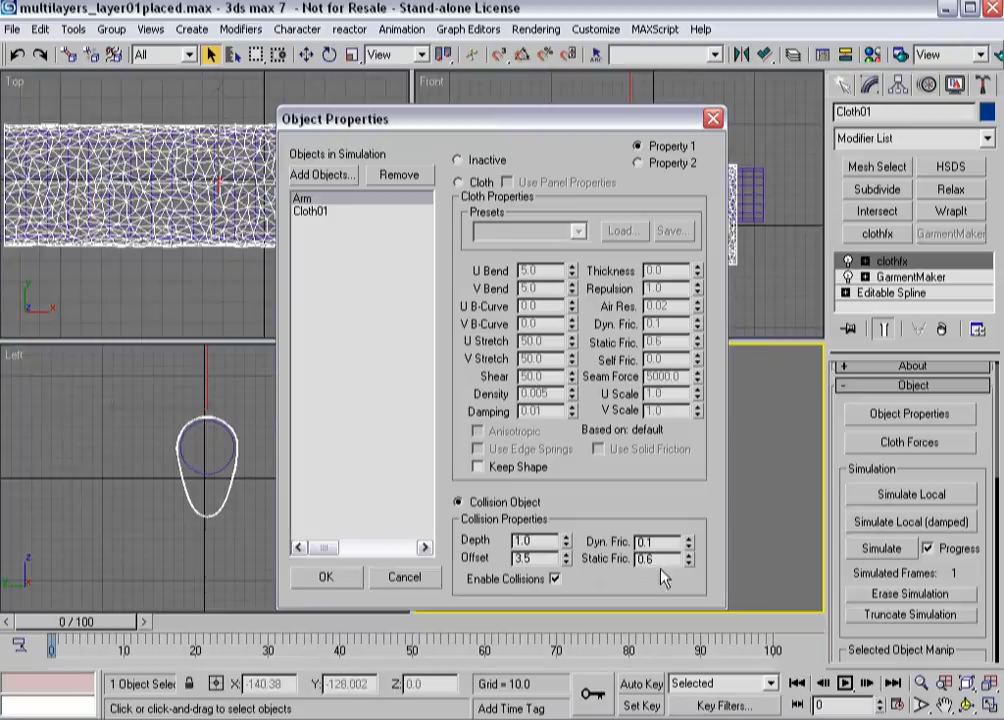 multilayers_layer01placed.max - 3ds max 7 - Not for Resale - Stand-alone License
File Edit Tools Group Views Create Modifiers Character reactor Animation Graph Editors Rendering Customize MAXScript Help
All View View
Top
Front
Left
Object Properties
Objects in Simulation
Add Objects... Remove
Arm
Cloth01
OK Cancel
Property 1
Property 2
Inactive
Cloth Use Panel Properties
Cloth Properties
Presets
Load... Save...
U Bend 5.0 Thickness 0.0
V Bend 5.0 Repulsion 1.0
U B-Curve 0.0 Air Res. 0.02
V B-Curve 0.0 Dyn. Fric. 0.1
U Stretch 50.0 Static Fric. 0.6
V Stretch 50.0 Self Fric. 0.0
Shear 50.0 Seam Force 5000.0
Density 0.005 U Scale 1.0
Damping 0.01 V Scale 1.0
Anisotropic Based on: default
Use Edge Springs Use Solid Friction
Keep Shape
Collision Object
Collision Properties
Depth 1.0 Dyn. Fric. 0.1
Offset 3.5 Static Fric. 0.6
Enable Collisions
Cloth01
Modifier List
Mesh Select HSDS
Subdivide Relax
Intersect WrapIt
clothfx GarmentMaker
clothfx
GarmentMaker
Editable Spline
+ About
- Object
Object Properties
Cloth Forces
Simulation
Simulate Local
Simulate Local (damped)
Simulate Progress
Simulated Frames: 1
Erase Simulation
Truncate Simulation
Selected Object Manip
< 0 / 100 >
0 10 20 30 40 50 60 70 80 90 100
1 Object Selec X: -140.38 Y: -128.002 Z: 0.0 Grid = 10.0 Auto Key Selected
Click or click-and-drag to select objects Add Time Tag Set Key Key Filters... 0